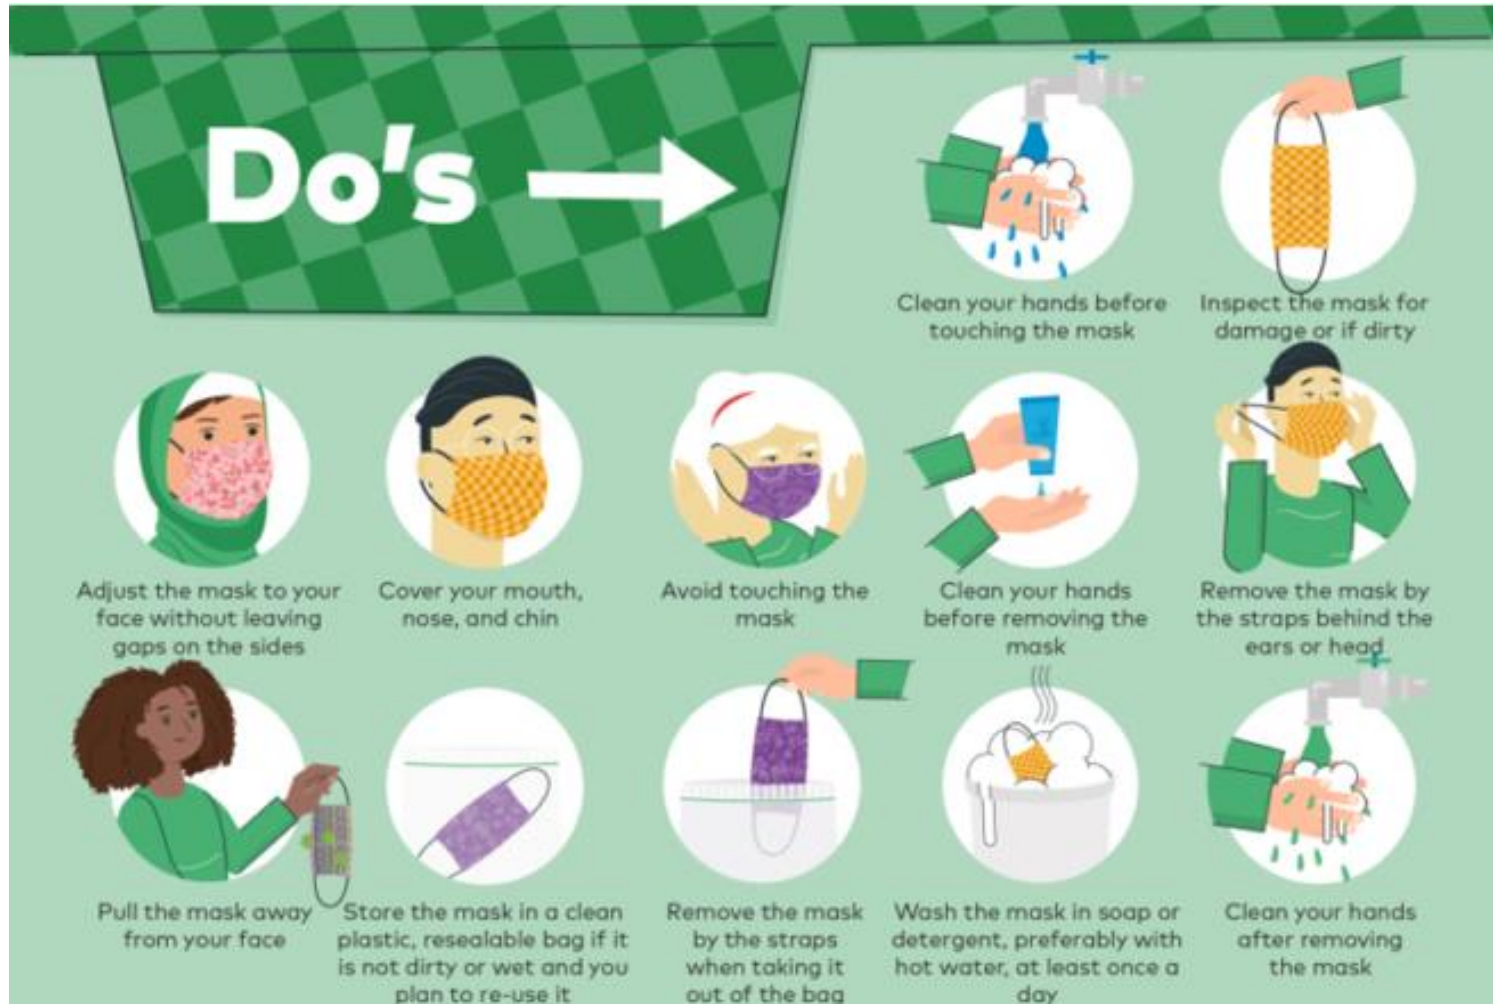 Do's
Clean your hands before
touching the mask
Inspect the mask for
damage or if dirty
Adjust the mask to your
face without leaving
gaps on the sides
Cover your mouth,
nose, and chin
Avoid touching the
mask
Clean your hands
before removing the
mask
Remove the mask by
the straps behind the
ears or head
Pull the mask away
from your face
Store the mask in a clean
plastic, resealable bag if it
is not dirty or wet and you
plan to re-use it
Remove the mask
by the straps
when taking it
out of the bag
Wash the mask in soap or
detergent, preferably with
hot water, at least once a
day
Clean your hands
after removing
the mask